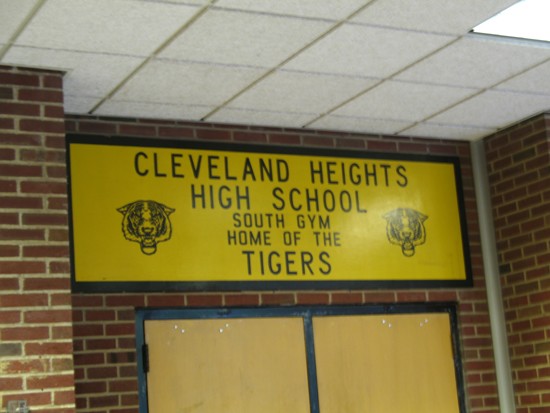 CLEVELAND HEIGHTS
HIGH SCHOOL
SOUTH GYM
HOME OF THE
TIGERS